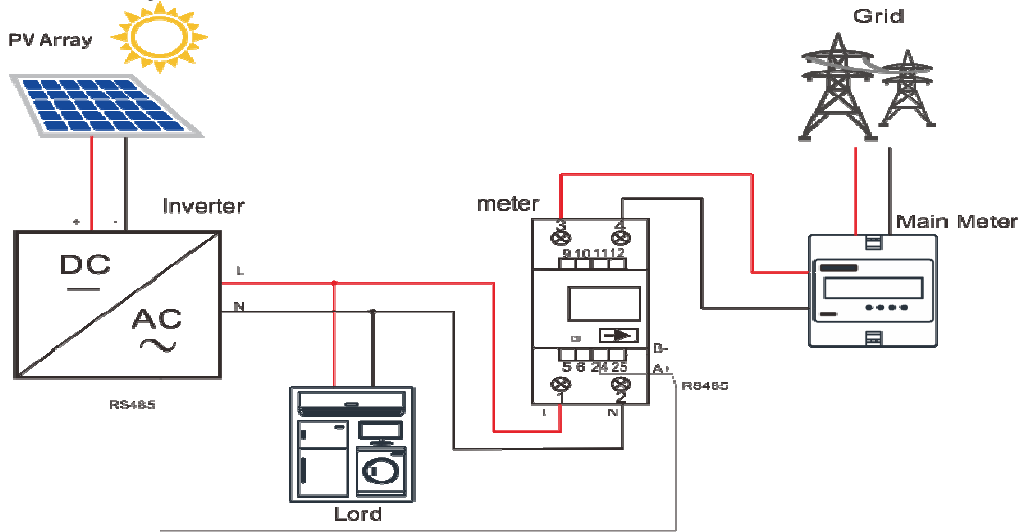 PV Array
Grid
Inverter
meter
Main Meter
+ -
3 4
9 10 11 12
DC
AC
L
N
B-
5 6 24 25
A+
RS485
1 2
L N
RS485
Lord